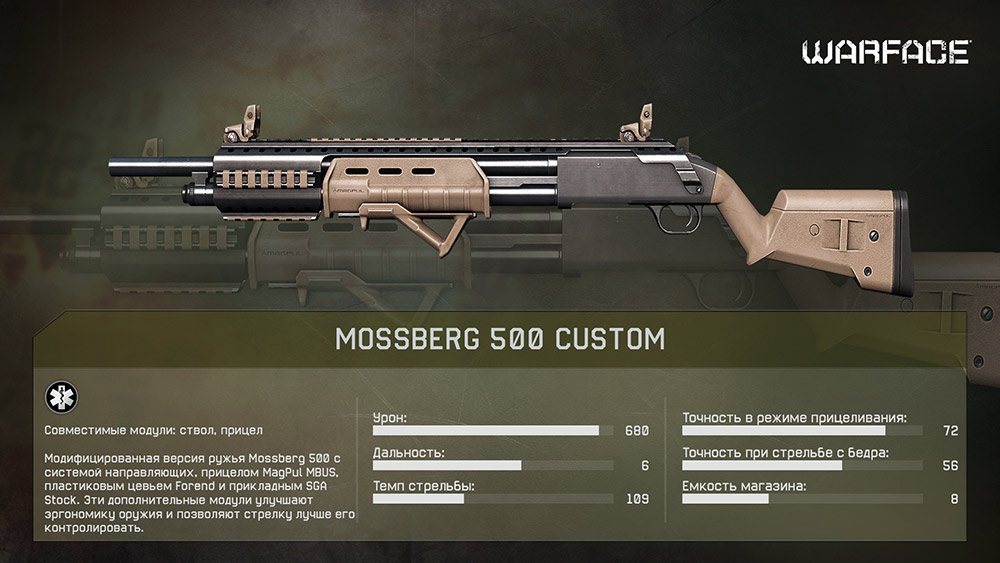 WARFACE
MAGPUL
MOSSBERG 500 CUSTOM
Совместимые модули: ствол, прицел
Модифицированная версия ружья Mossberg 500 с
системой направляющих, прицелом MagPul MBUS,
пластиковым цевьем Forend и прикладным SGA
Stock. Эти дополнительные модули улучшают
эргономику оружия и позволяют стрелку лучше его
контролировать.
Урон:
680
Дальность:
6
Темп стрельбы:
109
Точность в режиме прицеливания:
72
Точность при стрельбе с бедра:
56
Емкость магазина:
8